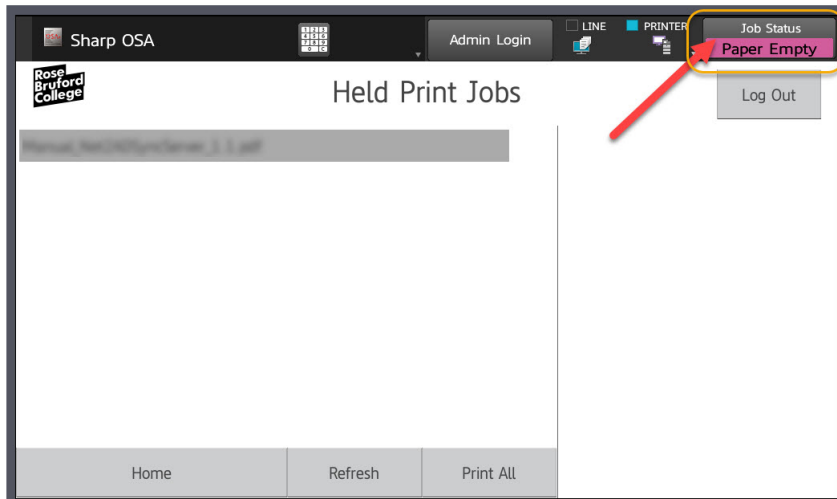 Sharp OSA
Admin Login
LINE
PRINTER
Job Status
Paper Empty
Rose
Bruford
College
Held Print Jobs
Log Out
Home
Refresh
Print All